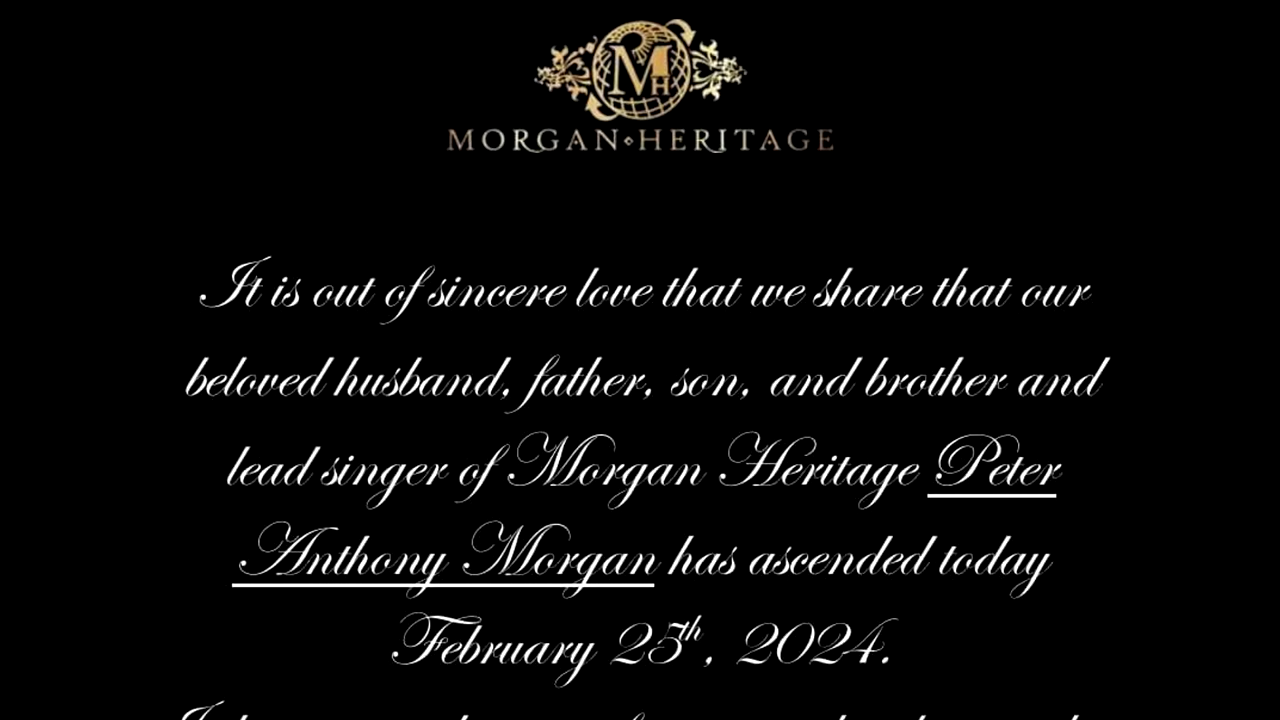 MH
MORGAN HERITAGE
It is out of sincere love that we share that our
beloved husband, father, son, and brother and
lead singer of Morgan Heritage Peter
Anthony Morgan has ascended today
February 25th, 2024.